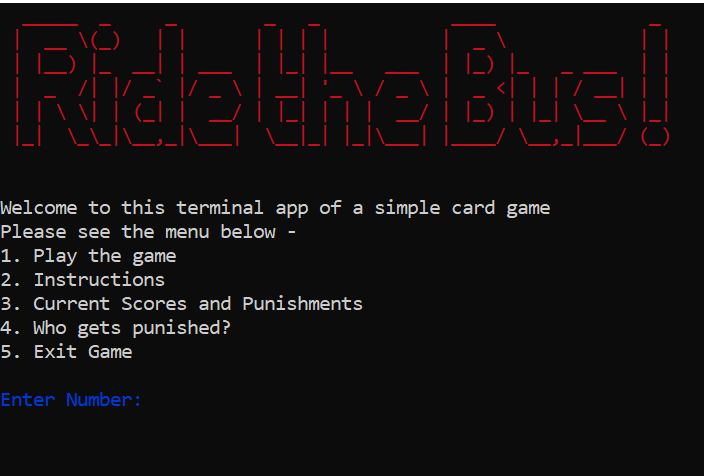 Ride the Bus!
Welcome to this terminal app of a simple card game
Please see the menu below -
1. Play the game
2. Instructions
3. Current Scores and Punishments
4. Who gets punished?
5. Exit Game
Enter Number: